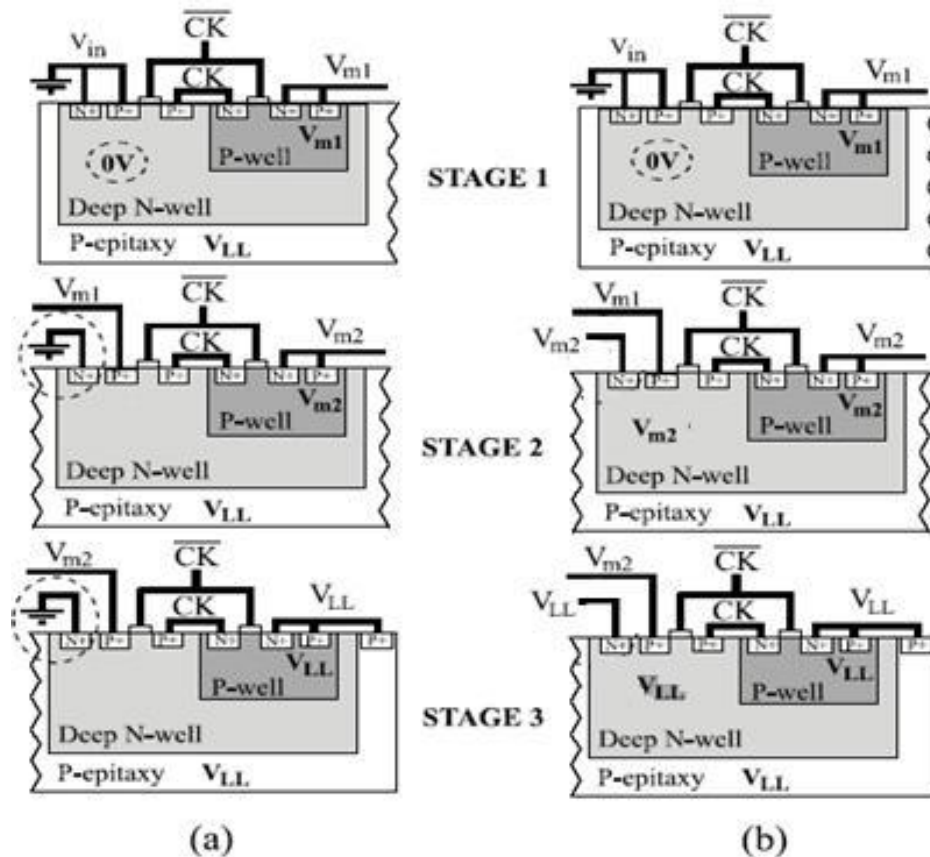 CK
CK
V_in
CK
CK
V_m1
N+ P+ P+ N+ N+ P+
0V
V_m1
P-well
Deep N-well
P-epitaxy V_LL
V_in
CK
CK
V_m1
N+ P+ P+ N+ N+ P+
0V
V_m1
P-well
Deep N-well
P-epitaxy V_LL
STAGE 1
V_m1
CK
CK
V_m2
N+ P+ P+ N+ N+ P+
V_m2
P-well
Deep N-well
P-epitaxy V_LL
V_m1
V_m2
CK
CK
V_m2
N+ P+ P+ N+ N+ P+
V_m2
V_m2
P-well
Deep N-well
P-epitaxy V_LL
STAGE 2
V_m2
CK
CK
V_LL
N+ P+ P+ N+ N+ P+ P+
V_LL
P-well
Deep N-well
P-epitaxy V_LL
V_m2
V_LL
CK
CK
V_LL
N+ P+ P+ N+ N+ P+ P+
V_LL
V_LL
P-well
Deep N-well
P-epitaxy V_LL
STAGE 3
(a)
(b)